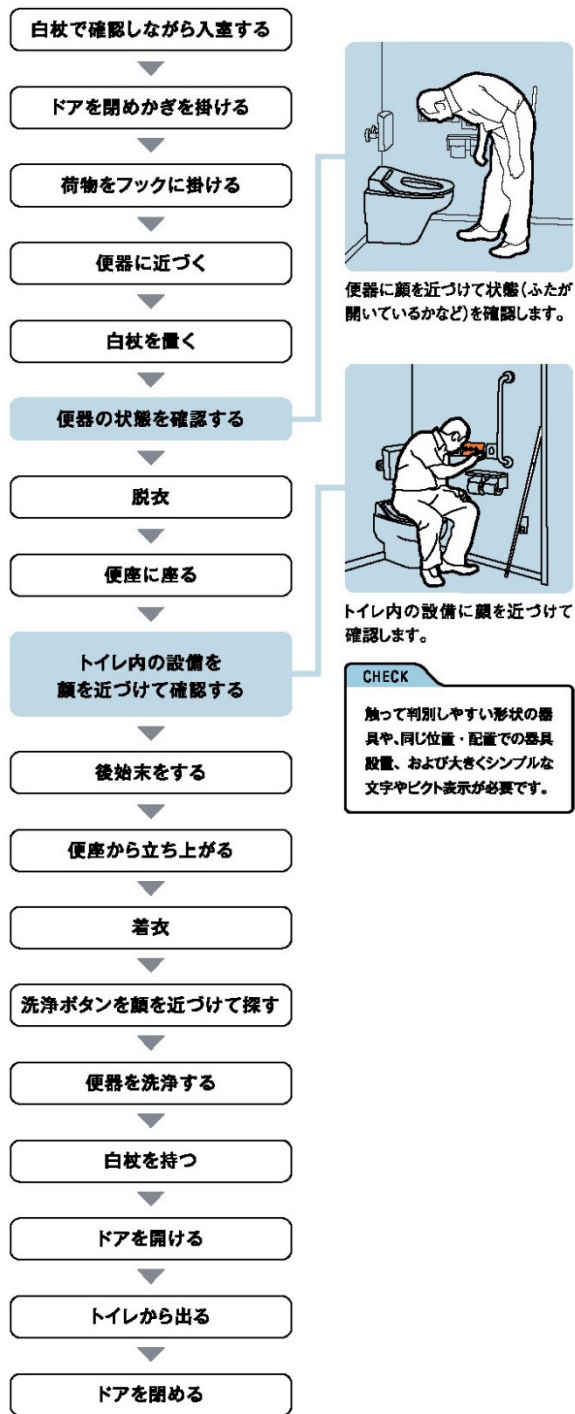 白杖で確認しながら入室する
ドアを閉めかぎを掛ける
荷物をフックに掛ける
便器に近づく
白杖を置く
便器の状態を確認する
脱衣
便座に座る
トイレ内の設備を
顔を近づけて確認する
後始末をする
便座から立ち上がる
着衣
洗浄ボタンを顔を近づけて探す
便器を洗浄する
白杖を持つ
ドアを開ける
トイレから出る
ドアを閉める
便器に顔を近づけて状態(ふたが
開いているかなど)を確認します。
トイレ内の設備に顔を近づけて
確認します。
CHECK
触って判別しやすい形状の器
具や、同じ位置・配置での器具
設置、および大きくシンプルな
文字やピクト表示が必要です。